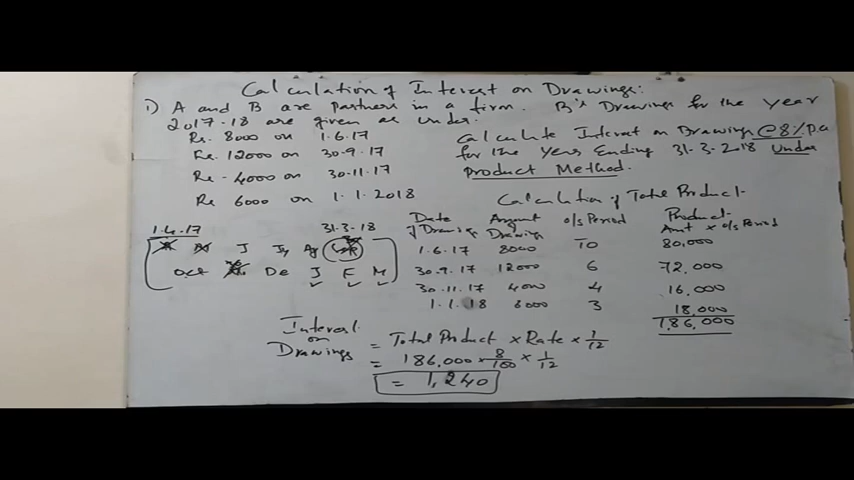 Calculation of Interest on Drawings:
1) A and B are partners in a firm. B's Drawings for the year
2017-18 are given as under.
Rs. 8000 on 1.6.17
Rs. 12000 on 30.9.17
Rs. 4000 on 30.11.17
Rs 6000 on 1.1.2018
Calculate Interest on Drawings @ 8% p.a
for the year Ending 31-3-2018 under
product Method.
Calculation of Total Product
1.4.17 31.3-18
J Jy Ag
Oct De J F M
Date of Drawings Amount of Drawings o/s Period Product Amt x o/s Period
1.6.17 8000 10 80,000
30.9.17 12000 6 72,000
30.11.17 4000 4 16,000
1.1.18 6000 3 18,000
1,86,000
Interest on Drawings = Total Product x Rate x 1/12
= 186,000 x 8/100 x 1/12
= 1,240